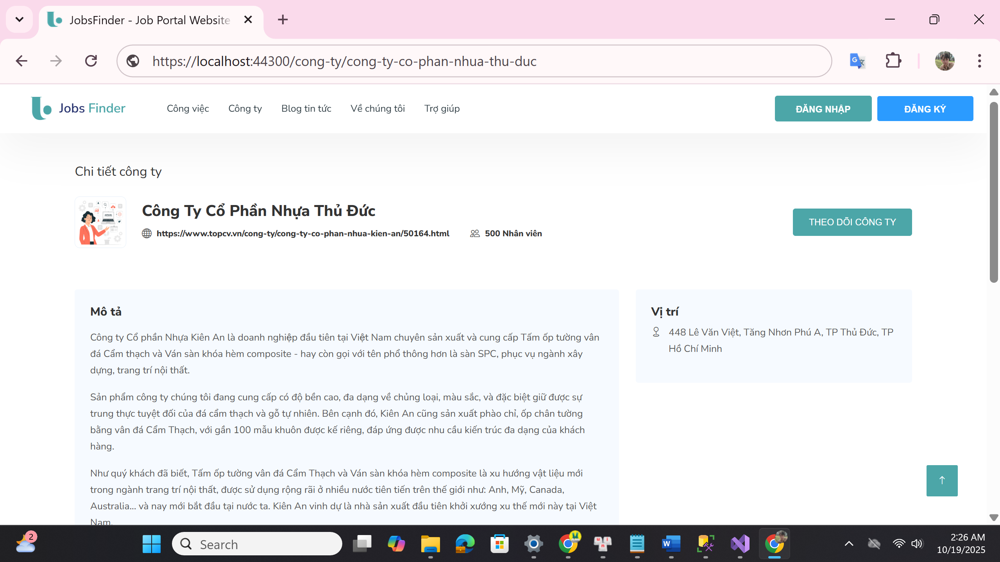 JobsFinder - Job Portal Website
https://localhost:44300/cong-ty/cong-ty-co-phan-nhua-thu-duc
Jobs Finder
Công việc
Công ty
Blog tin tức
Về chúng tôi
Trợ giúp
ĐĂNG NHẬP
ĐĂNG KÝ
Chi tiết công ty
Công Ty Cổ Phần Nhựa Thủ Đức
https://www.topcv.vn/cong-ty/cong-ty-co-phan-nhua-kien-an/50164.html
500 Nhân viên
THEO DÕI CÔNG TY
Mô tả
Công ty Cổ phần Nhựa Kiên An là doanh nghiệp đầu tiên tại Việt Nam chuyên sản xuất và cung cấp Tấm ốp tường vân
đá Cẩm thạch và Ván sàn khóa hèm composite - hay còn gọi với tên phổ thông hơn là sàn SPC, phục vụ ngành xây
dựng, trang trí nội thất.
Sản phẩm công ty chúng tôi đang cung cấp có độ bền cao, đa dạng về chủng loại, màu sắc, và đặc biệt giữ được sự
trung thực tuyệt đối của đá cẩm thạch và gỗ tự nhiên. Bên cạnh đó, Kiên An cũng sản xuất phào chỉ, ốp chân tường
bằng vân đá Cẩm Thạch, với gần 100 mẫu khuôn được kế riêng, đáp ứng được nhu cầu kiến trúc đa dạng của khách
hàng.
Như quý khách đã biết, Tấm ốp tường vân đá Cẩm Thạch và Ván sàn khóa hèm composite là xu hướng vật liệu mới
trong ngành trang trí nội thất, được sử dụng rộng rãi ở nhiều nước tiên tiến trên thế giới như: Anh, Mỹ, Canada,
Australia... và nay mới bắt đầu tại nước ta. Kiên An vinh dự là nhà sản xuất đầu tiên khởi xướng xu thế mới này tại Việt
Nam.
Vị trí
448 Lê Văn Việt, Tăng Nhơn Phú A, TP Thủ Đức, TP
Hồ Chí Minh
2
Search
2:26 AM
10/19/2025